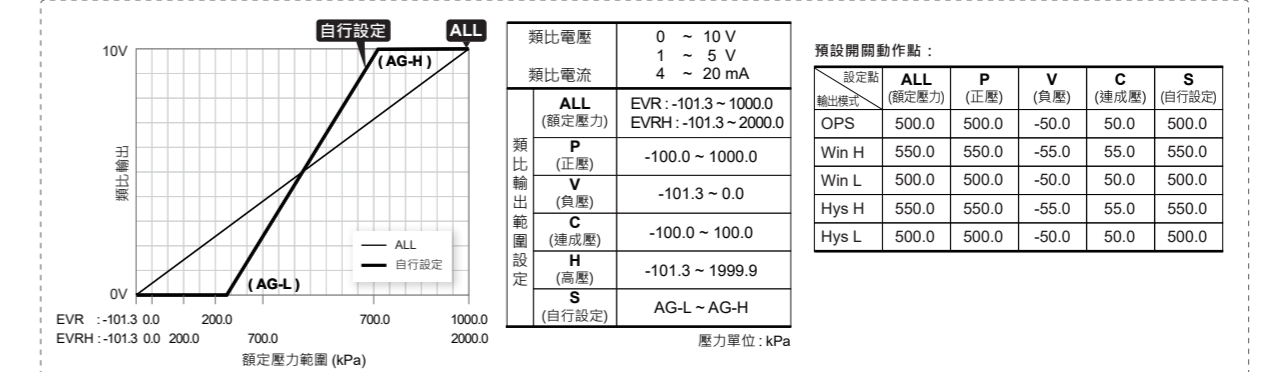 自行設定
ALL
10V
( AG-H )
類比輸出
ALL
自行設定
( AG-L )
0V
EVR :-101.3 0.0 200.0 700.0 1000.0
EVRH :-101.3 0.0 200.0 700.0 2000.0
額定壓力範圍 (kPa)
類比電壓 0 ~ 10 V
1 ~ 5 V
類比電流 4 ~ 20 mA
類比輸出範圍設定
ALL
(額定壓力)
EVR : -101.3 ~ 1000.0
EVRH : -101.3 ~ 2000.0
P
(正壓)
-100.0 ~ 1000.0
V
(負壓)
-101.3 ~ 0.0
C
(連成壓)
-100.0 ~ 100.0
H
(高壓)
-101.3 ~ 1999.9
S
(自行設定)
AG-L ~ AG-H
壓力單位 : kPa
預設開關動作點 :
設定點
輸出模式
ALL P V C S
(額定壓力) (正壓) (負壓) (連成壓) (自行設定)
OPS 500.0 500.0 -50.0 50.0 500.0
Win H 550.0 550.0 -55.0 55.0 550.0
Win L 500.0 500.0 -50.0 50.0 500.0
Hys H 550.0 550.0 -55.0 55.0 550.0
Hys L 500.0 500.0 -50.0 50.0 500.0